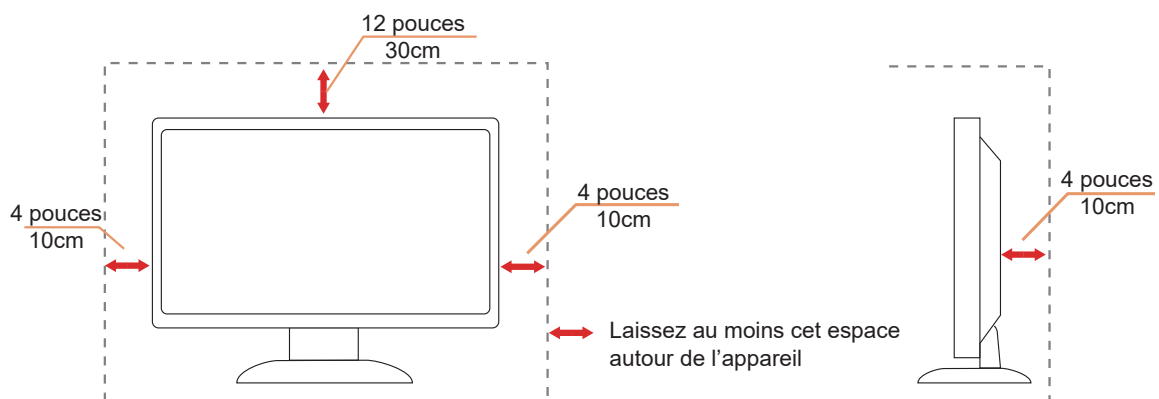 12 pouces
30cm
4 pouces
10cm
4 pouces
10cm
4 pouces
10cm
Laissez au moins cet espace
autour de l’appareil